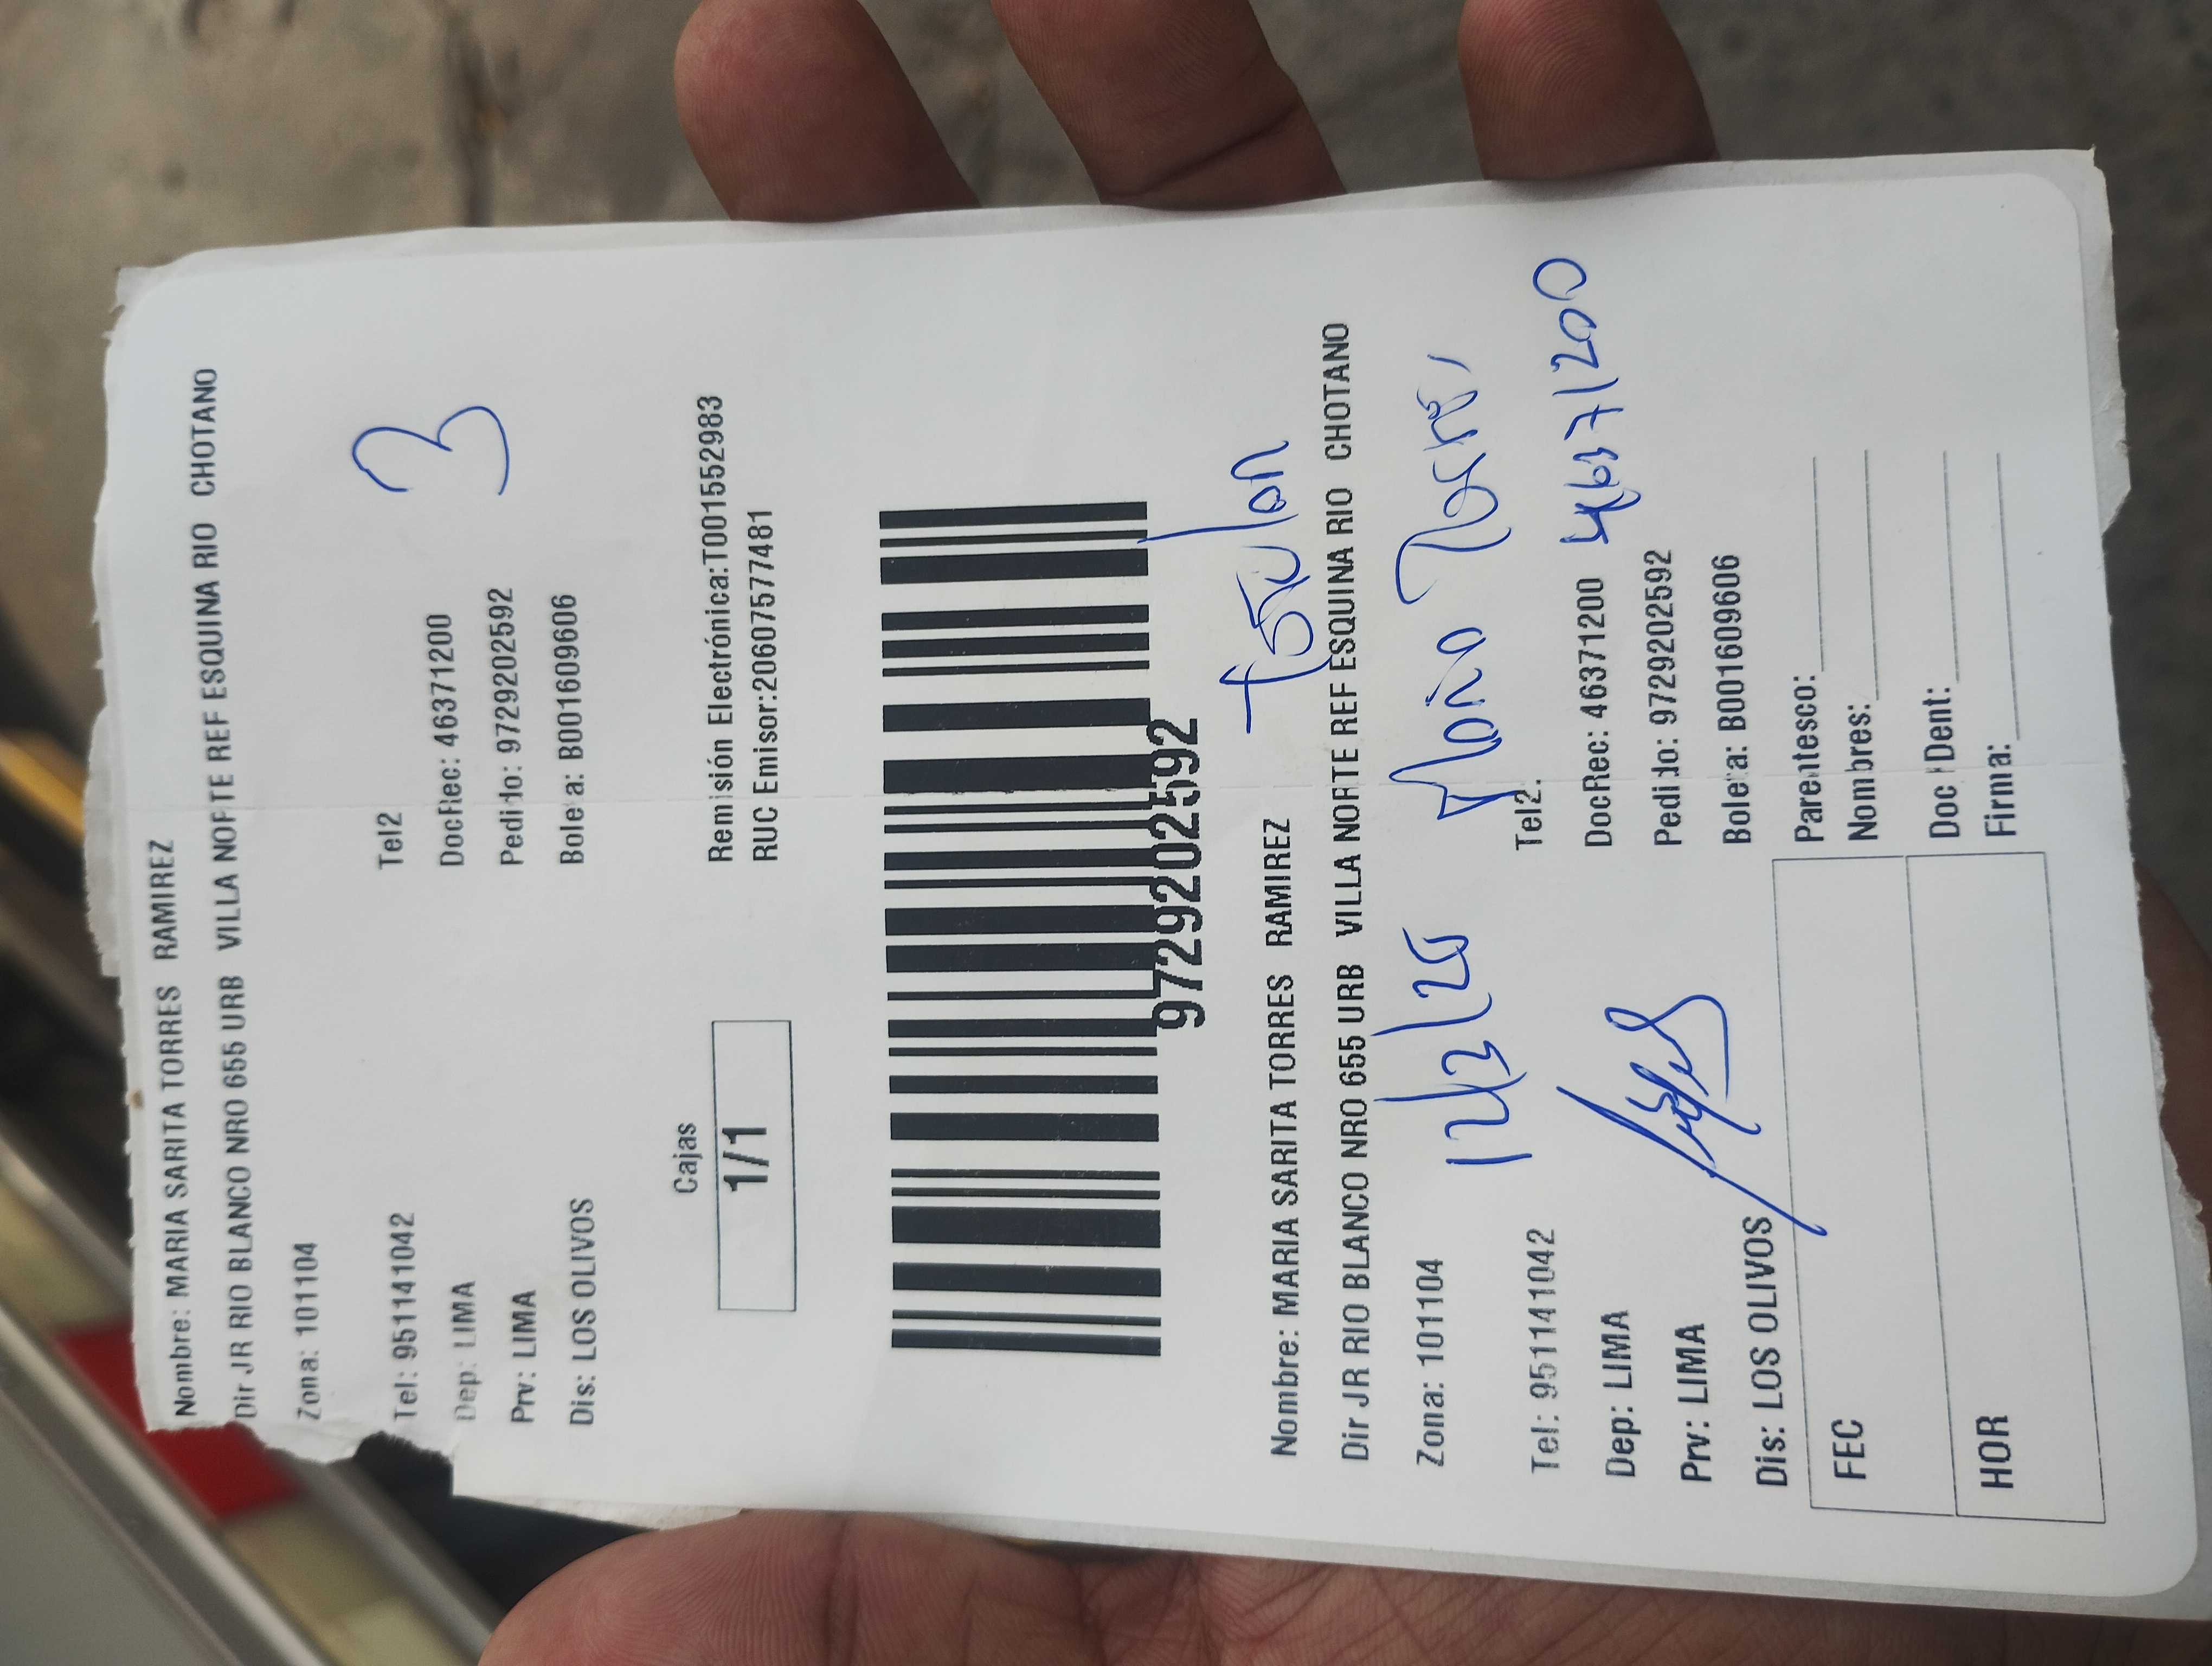 Nombre: MARIA SARITA TORRES RAMIREZ
Dir JR RIO BLANCO NRO 655 URB VILLA NORTE REF ESQUINA RIO CHOTANO
Zona: 101104
Tel: 951141042 Tel2
Dep: LIMA DocRec: 46371200
Prv: LIMA Pedido: 9729202592
Dis: LOS OLIVOS Boleta: B001609606
3
Cajas
1/1
Remisión Electrónica:T001552983
RUC Emisor:20607577481
9729202592
Nombre: MARIA SARITA TORRES RAMIREZ
Dir JR RIO BLANCO NRO 655 URB VILLA NORTE REF ESQUINA RIO CHOTANO
Zona: 101104 12/2/25
Tel: 951141042 Tel2:
Dep: LIMA DocRec: 46371200 46371200
Prv: LIMA Pedido: 9729202592
Dis: LOS OLIVOS Boleta: B001609606
FEC Parentesco:
Nombres:
HOR Doc Dent:
Firma: